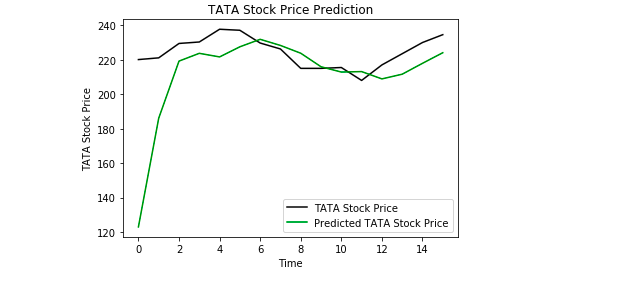 TATA Stock Price Prediction
240
220
200
180
160
140
120
TATA Stock Price
0 2 4 6 8 10 12 14
Time
TATA Stock Price
Predicted TATA Stock Price